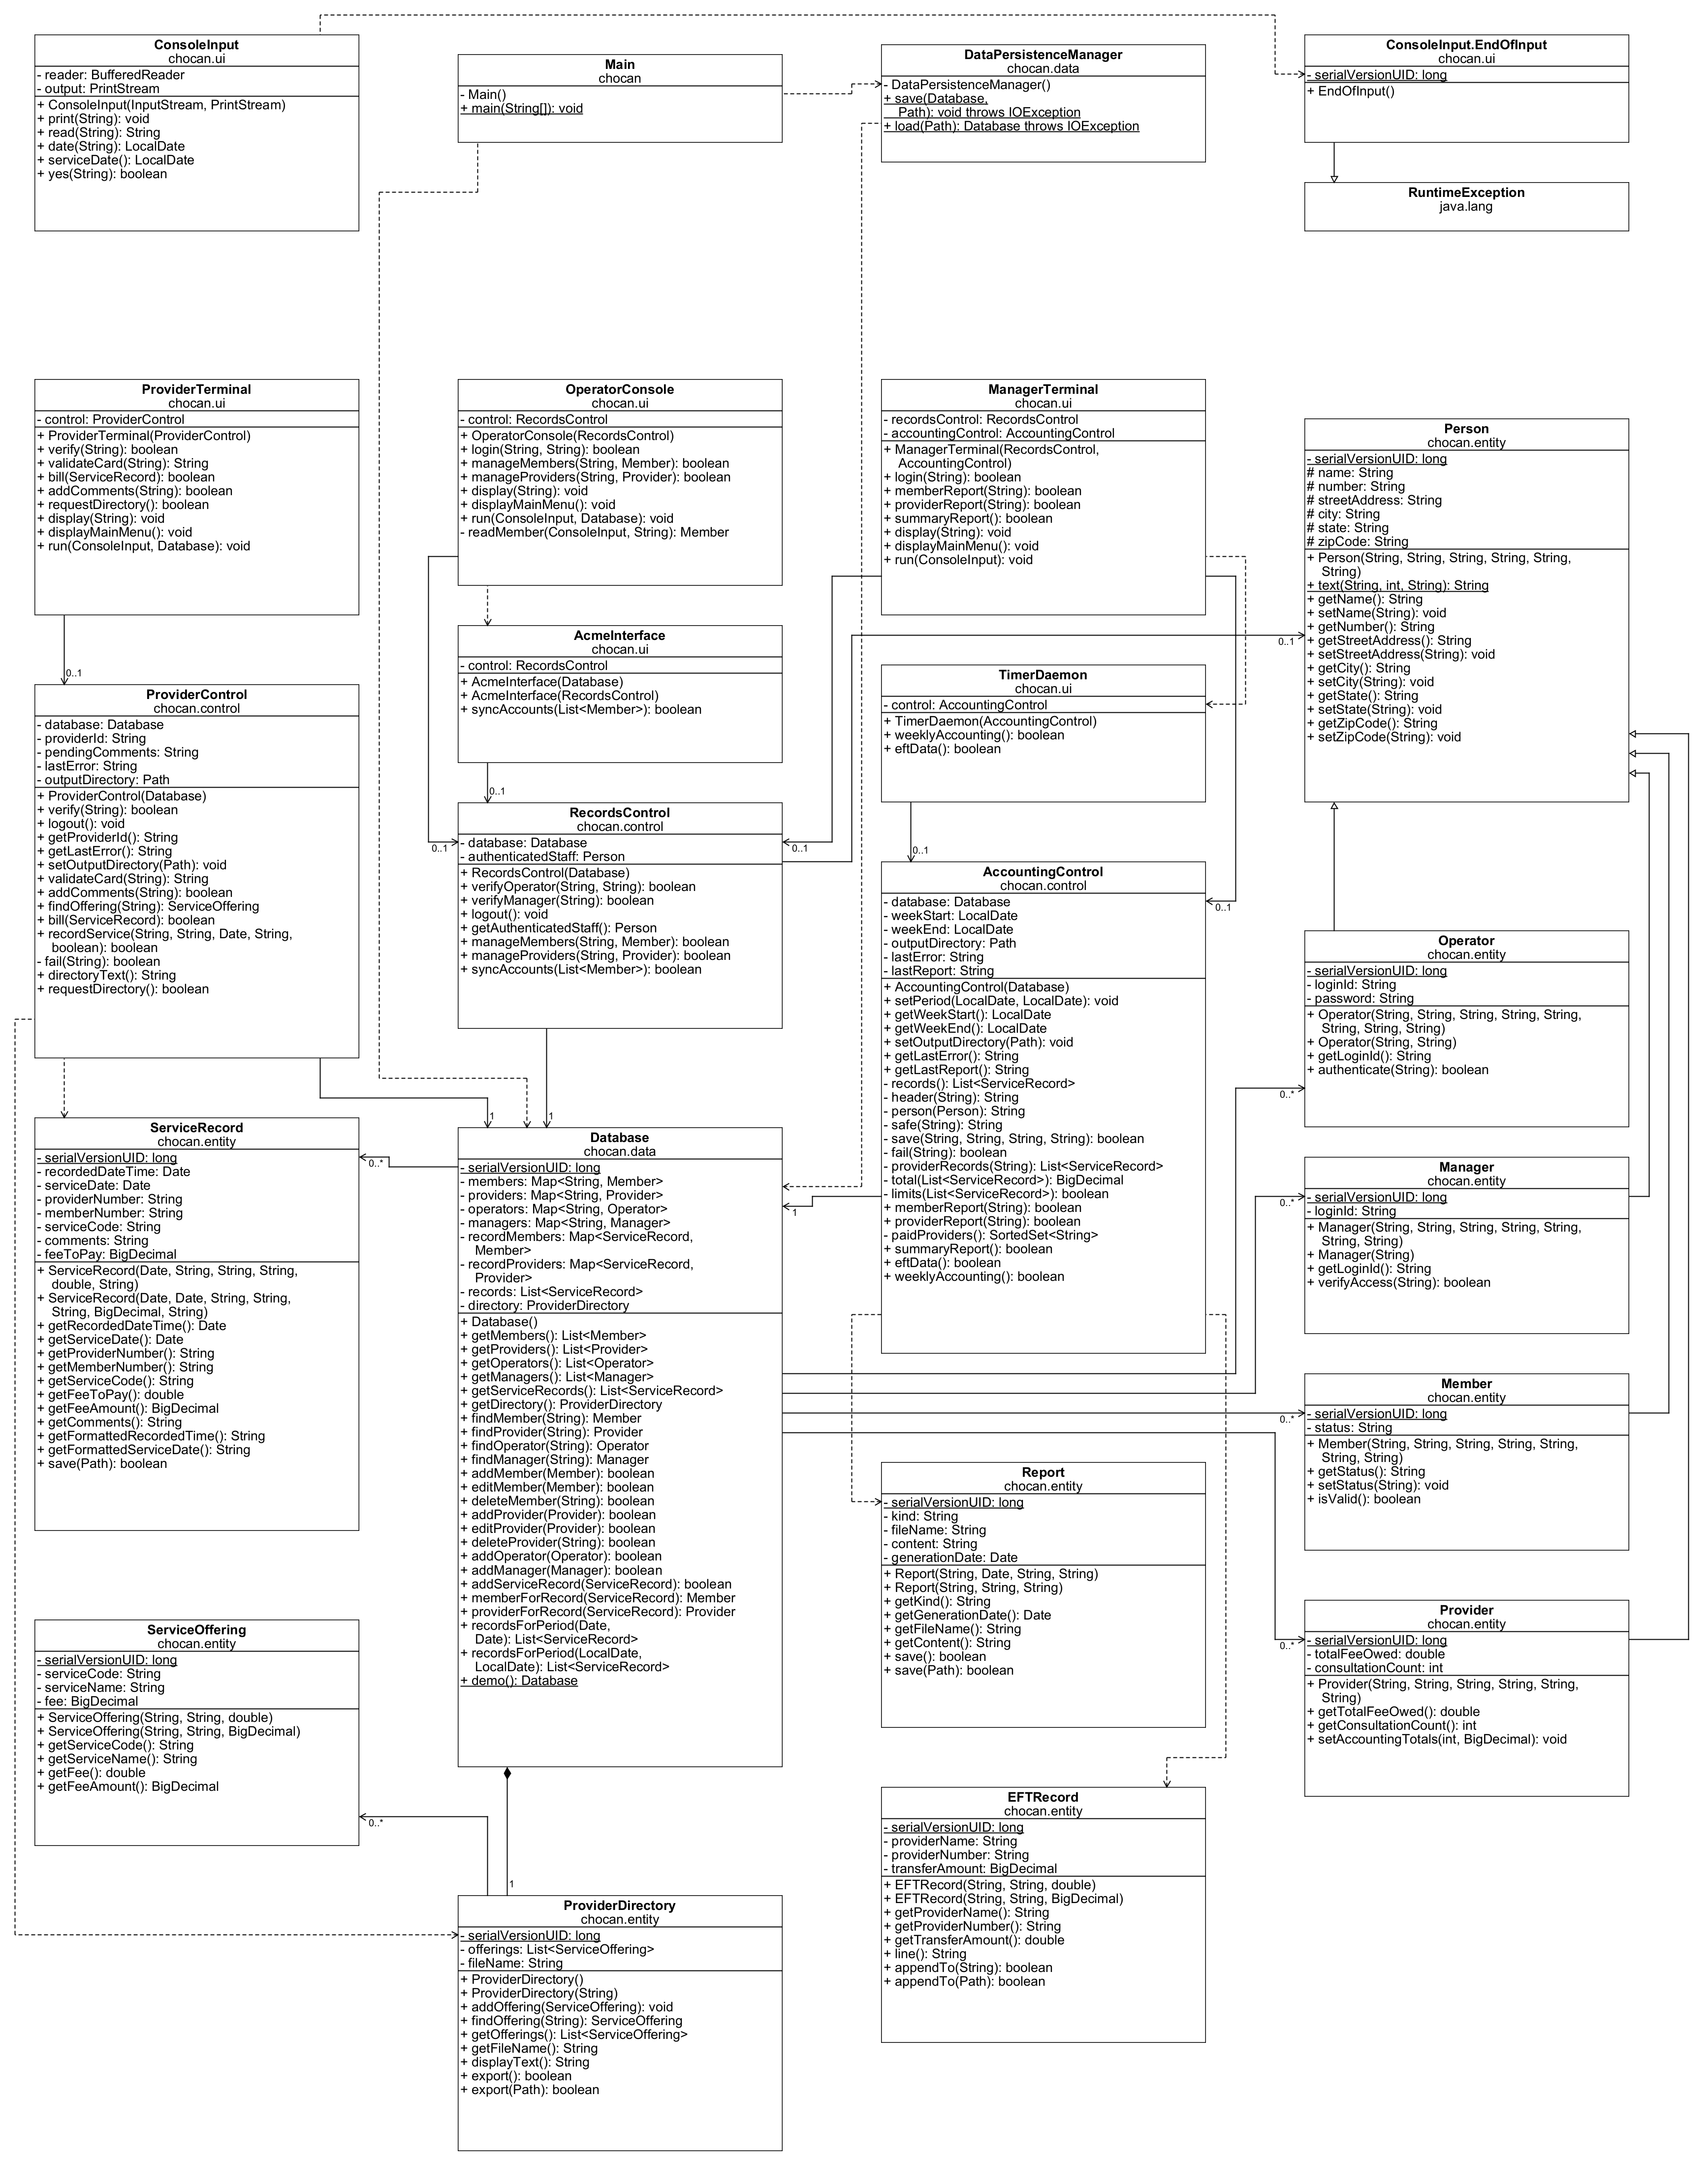 ConsoleInput
chocan.ui
- reader: BufferedReader
- output: PrintStream
+ ConsoleInput(InputStream, PrintStream)
+ print(String): void
+ read(String): String
+ date(String): LocalDate
+ serviceDate(): LocalDate
+ yes(String): boolean
Main
chocan
- Main()
+ main(String[]): void
DataPersistenceManager
chocan.data
- DataPersistenceManager()
+ save(Database,
Path): void throws IOException
+ load(Path): Database throws IOException
ConsoleInput.EndOfInput
chocan.ui
- serialVersionUID: long
+ EndOfInput()
RuntimeException
java.lang
ProviderTerminal
chocan.ui
- control: ProviderControl
+ ProviderTerminal(ProviderControl)
+ verify(String): boolean
+ validateCard(String): String
+ bill(ServiceRecord): boolean
+ addComments(String): boolean
+ requestDirectory(): boolean
+ display(String): void
+ displayMainMenu(): void
+ run(ConsoleInput, Database): void
0..1
OperatorConsole
chocan.ui
- control: RecordsControl
+ OperatorConsole(RecordsControl)
+ login(String, String): boolean
+ manageMembers(String, Member): boolean
+ manageProviders(String, Provider): boolean
+ display(String): void
+ displayMainMenu(): void
+ run(ConsoleInput, Database): void
- readMember(ConsoleInput, String): Member
ManagerTerminal
chocan.ui
- recordsControl: RecordsControl
- accountingControl: AccountingControl
+ ManagerTerminal(RecordsControl,
AccountingControl)
+ login(String): boolean
+ memberReport(String): boolean
+ providerReport(String): boolean
+ summaryReport(): boolean
+ display(String): void
+ displayMainMenu(): void
+ run(ConsoleInput): void
Person
chocan.entity
- serialVersionUID: long
# name: String
# number: String
# streetAddress: String
# city: String
# state: String
# zipCode: String
+ Person(String, String, String, String, String,
String)
+ text(String, int, String): String
+ getName(): String
+ setName(String): void
+ getNumber(): String
+ getStreetAddress(): String
+ setStreetAddress(String): void
+ getCity(): String
+ setCity(String): void
+ getState(): String
+ setState(String): void
+ getZipCode(): String
+ setZipCode(String): void
0..1
AcmeInterface
chocan.ui
- control: RecordsControl
+ AcmeInterface(Database)
+ AcmeInterface(RecordsControl)
+ syncAccounts(List<Member>): boolean
0..1
TimerDaemon
chocan.ui
- control: AccountingControl
+ TimerDaemon(AccountingControl)
+ weeklyAccounting(): boolean
+ eftData(): boolean
0..1
ProviderControl
chocan.control
- database: Database
- providerId: String
- pendingComments: String
- lastError: String
- outputDirectory: Path
+ ProviderControl(Database)
+ verify(String): boolean
+ logout(): void
+ getProviderId(): String
+ getLastError(): String
+ setOutputDirectory(Path): void
+ validateCard(String): String
+ addComments(String): boolean
+ findOffering(String): ServiceOffering
+ bill(ServiceRecord): boolean
+ recordService(String, String, Date, String,
boolean): boolean
- fail(String): boolean
+ directoryText(): String
+ requestDirectory(): boolean
RecordsControl
chocan.control
- database: Database
- authenticatedStaff: Person
+ RecordsControl(Database)
+ verifyOperator(String, String): boolean
+ verifyManager(String): boolean
+ logout(): void
+ getAuthenticatedStaff(): Person
+ manageMembers(String, Member): boolean
+ manageProviders(String, Provider): boolean
+ syncAccounts(List<Member>): boolean
0..1
0..1
AccountingControl
chocan.control
- database: Database
- weekStart: LocalDate
- weekEnd: LocalDate
- outputDirectory: Path
- lastError: String
- lastReport: String
+ AccountingControl(Database)
+ setPeriod(LocalDate, LocalDate): void
+ getWeekStart(): LocalDate
+ getWeekEnd(): LocalDate
+ setOutputDirectory(Path): void
+ getLastError(): String
+ getLastReport(): String
- records(): List<ServiceRecord>
- header(String): String
- person(Person): String
- safe(String): String
- save(String, String, String, String): boolean
- fail(String): boolean
- providerRecords(String): List<ServiceRecord>
- total(List<ServiceRecord>): BigDecimal
- limits(List<ServiceRecord>): boolean
+ memberReport(String): boolean
+ providerReport(String): boolean
- paidProviders(): SortedSet<String>
+ summaryReport(): boolean
+ eftData(): boolean
+ weeklyAccounting(): boolean
0..1
Operator
chocan.entity
- serialVersionUID: long
- loginId: String
- password: String
+ Operator(String, String, String, String, String,
String, String, String)
+ Operator(String, String)
+ getLoginId(): String
+ authenticate(String): boolean
0..*
ServiceRecord
chocan.entity
- serialVersionUID: long
- recordedDateTime: Date
- serviceDate: Date
- providerNumber: String
- memberNumber: String
- serviceCode: String
- comments: String
- feeToPay: BigDecimal
+ ServiceRecord(Date, String, String, String,
double, String)
+ ServiceRecord(Date, Date, String, String,
String, BigDecimal, String)
+ getRecordedDateTime(): Date
+ getServiceDate(): Date
+ getProviderNumber(): String
+ getMemberNumber(): String
+ getServiceCode(): String
+ getFeeToPay(): double
+ getFeeAmount(): BigDecimal
+ getComments(): String
+ getFormattedRecordedTime(): String
+ getFormattedServiceDate(): String
+ save(Path): boolean
0..*
1
1
Database
chocan.data
- serialVersionUID: long
- members: Map<String, Member>
- providers: Map<String, Provider>
- operators: Map<String, Operator>
- managers: Map<String, Manager>
- recordMembers: Map<ServiceRecord,
Member>
- recordProviders: Map<ServiceRecord,
Provider>
- records: List<ServiceRecord>
- directory: ProviderDirectory
+ Database()
+ getMembers(): List<Member>
+ getProviders(): List<Provider>
+ getOperators(): List<Operator>
+ getManagers(): List<Manager>
+ getServiceRecords(): List<ServiceRecord>
+ getDirectory(): ProviderDirectory
+ findMember(String): Member
+ findProvider(String): Provider
+ findOperator(String): Operator
+ findManager(String): Manager
+ addMember(Member): boolean
+ editMember(Member): boolean
+ deleteMember(String): boolean
+ addProvider(Provider): boolean
+ editProvider(Provider): boolean
+ deleteProvider(String): boolean
+ addOperator(Operator): boolean
+ addManager(Manager): boolean
+ addServiceRecord(ServiceRecord): boolean
+ memberForRecord(ServiceRecord): Member
+ providerForRecord(ServiceRecord): Provider
+ recordsForPeriod(Date,
Date): List<ServiceRecord>
+ recordsForPeriod(LocalDate,
LocalDate): List<ServiceRecord>
+ demo(): Database
1
Manager
chocan.entity
- serialVersionUID: long
- loginId: String
+ Manager(String, String, String, String, String,
String, String)
+ Manager(String)
+ getLoginId(): String
+ verifyAccess(String): boolean
0..*
Member
chocan.entity
- serialVersionUID: long
- status: String
+ Member(String, String, String, String, String,
String, String)
+ getStatus(): String
+ setStatus(String): void
+ isValid(): boolean
0..*
Report
chocan.entity
- serialVersionUID: long
- kind: String
- fileName: String
- content: String
- generationDate: Date
+ Report(String, Date, String, String)
+ Report(String, String, String)
+ getKind(): String
+ getGenerationDate(): Date
+ getFileName(): String
+ getContent(): String
+ save(): boolean
+ save(Path): boolean
Provider
chocan.entity
- serialVersionUID: long
- totalFeeOwed: double
- consultationCount: int
+ Provider(String, String, String, String, String,
String)
+ getTotalFeeOwed(): double
+ getConsultationCount(): int
+ setAccountingTotals(int, BigDecimal): void
0..*
ServiceOffering
chocan.entity
- serialVersionUID: long
- serviceCode: String
- serviceName: String
- fee: BigDecimal
+ ServiceOffering(String, String, double)
+ ServiceOffering(String, String, BigDecimal)
+ getServiceCode(): String
+ getServiceName(): String
+ getFee(): double
+ getFeeAmount(): BigDecimal
0..*
1
EFTRecord
chocan.entity
- serialVersionUID: long
- providerName: String
- providerNumber: String
- transferAmount: BigDecimal
+ EFTRecord(String, String, double)
+ EFTRecord(String, String, BigDecimal)
+ getProviderName(): String
+ getProviderNumber(): String
+ getTransferAmount(): double
+ line(): String
+ appendTo(String): boolean
+ appendTo(Path): boolean
ProviderDirectory
chocan.entity
- serialVersionUID: long
- offerings: List<ServiceOffering>
- fileName: String
+ ProviderDirectory()
+ ProviderDirectory(String)
+ addOffering(ServiceOffering): void
+ findOffering(String): ServiceOffering
+ getOfferings(): List<ServiceOffering>
+ getFileName(): String
+ displayText(): String
+ export(): boolean
+ export(Path): boolean